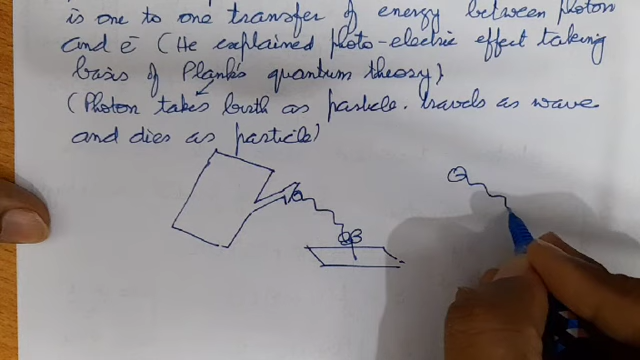 is one to one transfer of energy between photon
and e⁻ (He explained photo-electric effect taking
basis of Plank's quantum theory)
(Photon takes birth as particle. travels as wave
and dies as particle)